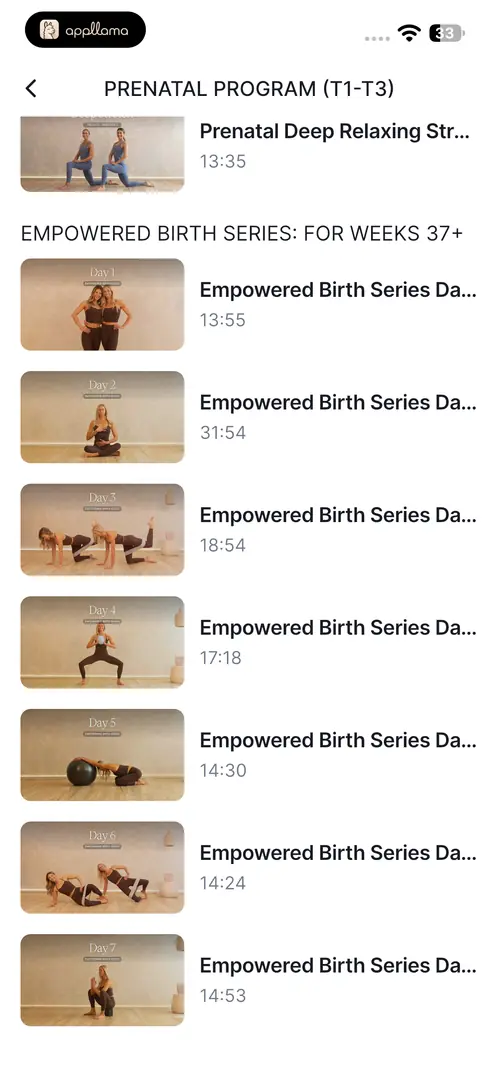 appllama
33
PRENATAL PROGRAM (T1-T3)
Prenatal Deep Relaxing Str...
13:35
EMPOWERED BIRTH SERIES: FOR WEEKS 37+
Day 1
Empowered Birth Series Da...
13:55
Day 2
Empowered Birth Series Da...
31:54
Day 3
Empowered Birth Series Da...
18:54
Day 4
Empowered Birth Series Da...
17:18
Day 5
Empowered Birth Series Da...
14:30
Day 6
Empowered Birth Series Da...
14:24
Day 7
Empowered Birth Series Da...
14:53